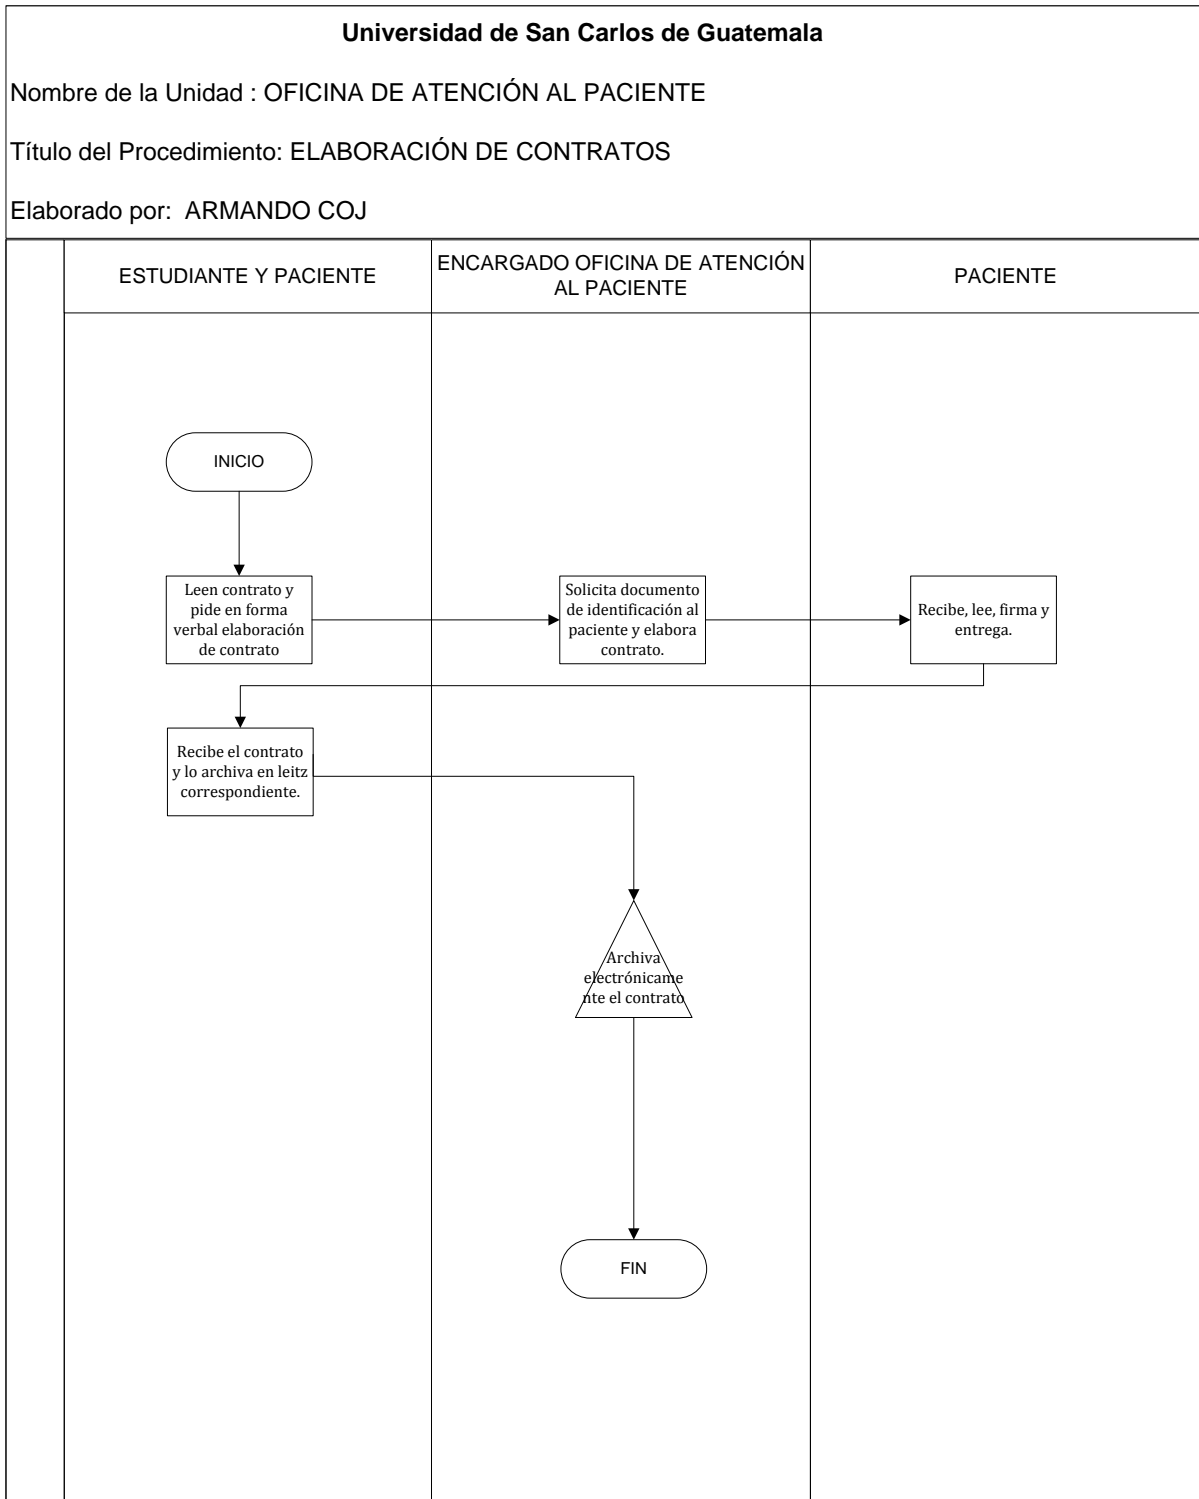 Universidad de San Carlos de Guatemala
Nombre de la Unidad : OFICINA DE ATENCIÓN AL PACIENTE
Título del Procedimiento: ELABORACIÓN DE CONTRATOS
Elaborado por: ARMANDO COJ
ESTUDIANTE Y PACIENTE
ENCARGADO OFICINA DE ATENCIÓN
AL PACIENTE
PACIENTE
INICIO
Leen contrato y
pide en forma
verbal elaboración
de contrato
Solicita documento
de identificación al
paciente y elabora
contrato.
Recibe, lee, firma y
entrega.
Recibe el contrato
y lo archiva en leitz
correspondiente.
Archiva
electrónicame
nte el contrato
FIN